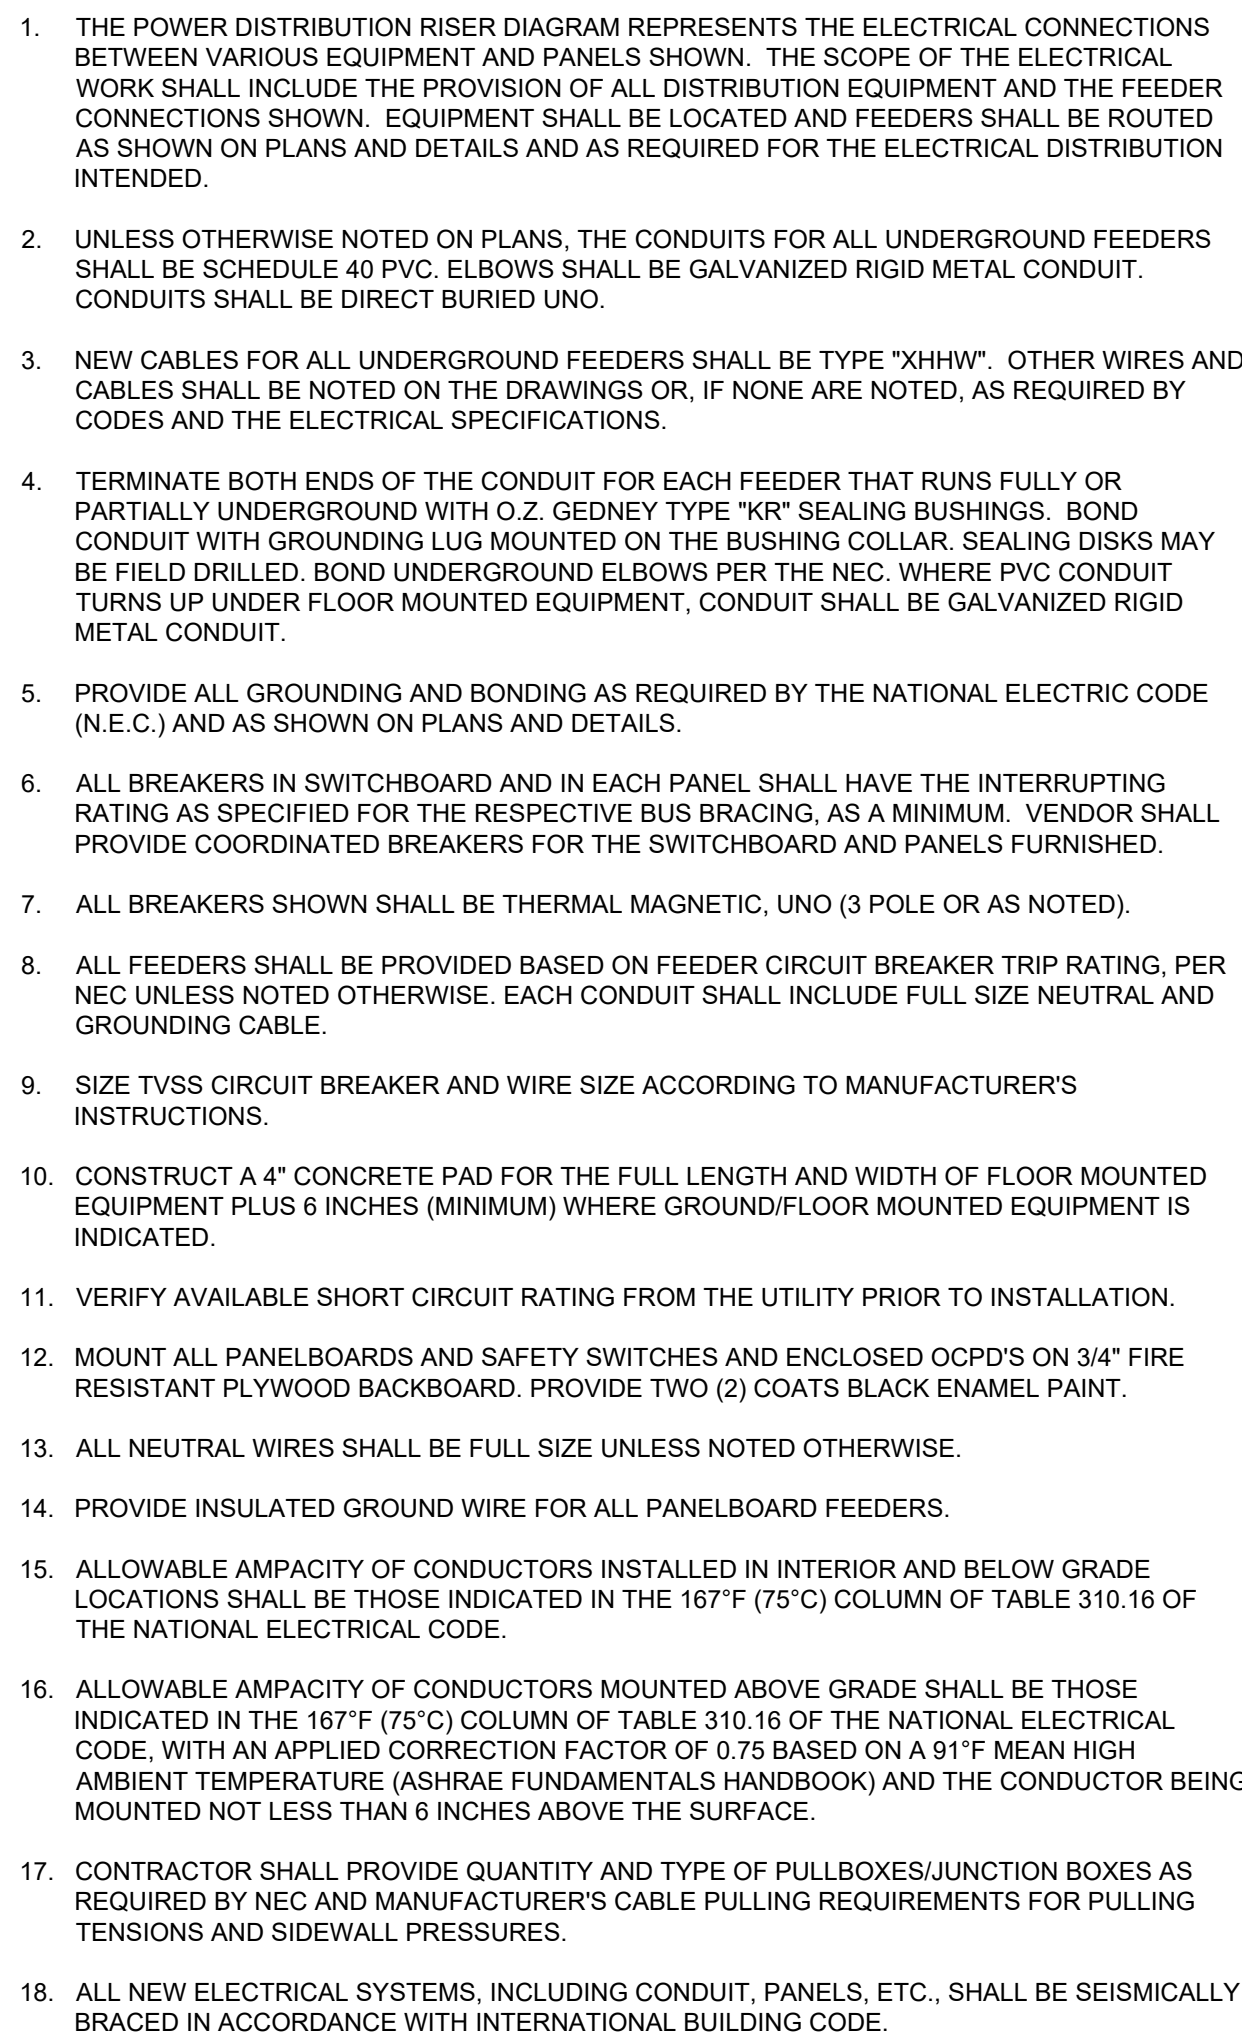 1. THE POWER DISTRIBUTION RISER DIAGRAM REPRESENTS THE ELECTRICAL CONNECTIONS
BETWEEN VARIOUS EQUIPMENT AND PANELS SHOWN. THE SCOPE OF THE ELECTRICAL
WORK SHALL INCLUDE THE PROVISION OF ALL DISTRIBUTION EQUIPMENT AND THE FEEDER
CONNECTIONS SHOWN. EQUIPMENT SHALL BE LOCATED AND FEEDERS SHALL BE ROUTED
AS SHOWN ON PLANS AND DETAILS AND AS REQUIRED FOR THE ELECTRICAL DISTRIBUTION
INTENDED.
2. UNLESS OTHERWISE NOTED ON PLANS, THE CONDUITS FOR ALL UNDERGROUND FEEDERS
SHALL BE SCHEDULE 40 PVC. ELBOWS SHALL BE GALVANIZED RIGID METAL CONDUIT.
CONDUITS SHALL BE DIRECT BURIED UNO.
3. NEW CABLES FOR ALL UNDERGROUND FEEDERS SHALL BE TYPE "XHHW". OTHER WIRES AND
CABLES SHALL BE NOTED ON THE DRAWINGS OR, IF NONE ARE NOTED, AS REQUIRED BY
CODES AND THE ELECTRICAL SPECIFICATIONS.
4. TERMINATE BOTH ENDS OF THE CONDUIT FOR EACH FEEDER THAT RUNS FULLY OR
PARTIALLY UNDERGROUND WITH O.Z. GEDNEY TYPE "KR" SEALING BUSHINGS. BOND
CONDUIT WITH GROUNDING LUG MOUNTED ON THE BUSHING COLLAR. SEALING DISKS MAY
BE FIELD DRILLED. BOND UNDERGROUND ELBOWS PER THE NEC. WHERE PVC CONDUIT
TURNS UP UNDER FLOOR MOUNTED EQUIPMENT, CONDUIT SHALL BE GALVANIZED RIGID
METAL CONDUIT.
5. PROVIDE ALL GROUNDING AND BONDING AS REQUIRED BY THE NATIONAL ELECTRIC CODE
(N.E.C.) AND AS SHOWN ON PLANS AND DETAILS.
6. ALL BREAKERS IN SWITCHBOARD AND IN EACH PANEL SHALL HAVE THE INTERRUPTING
RATING AS SPECIFIED FOR THE RESPECTIVE BUS BRACING, AS A MINIMUM. VENDOR SHALL
PROVIDE COORDINATED BREAKERS FOR THE SWITCHBOARD AND PANELS FURNISHED.
7. ALL BREAKERS SHOWN SHALL BE THERMAL MAGNETIC, UNO (3 POLE OR AS NOTED).
8. ALL FEEDERS SHALL BE PROVIDED BASED ON FEEDER CIRCUIT BREAKER TRIP RATING, PER
NEC UNLESS NOTED OTHERWISE. EACH CONDUIT SHALL INCLUDE FULL SIZE NEUTRAL AND
GROUNDING CABLE.
9. SIZE TVSS CIRCUIT BREAKER AND WIRE SIZE ACCORDING TO MANUFACTURER'S
INSTRUCTIONS.
10. CONSTRUCT A 4" CONCRETE PAD FOR THE FULL LENGTH AND WIDTH OF FLOOR MOUNTED
EQUIPMENT PLUS 6 INCHES (MINIMUM) WHERE GROUND/FLOOR MOUNTED EQUIPMENT IS
INDICATED.
11. VERIFY AVAILABLE SHORT CIRCUIT RATING FROM THE UTILITY PRIOR TO INSTALLATION.
12. MOUNT ALL PANELBOARDS AND SAFETY SWITCHES AND ENCLOSED OCPD'S ON 3/4" FIRE
RESISTANT PLYWOOD BACKBOARD. PROVIDE TWO (2) COATS BLACK ENAMEL PAINT.
13. ALL NEUTRAL WIRES SHALL BE FULL SIZE UNLESS NOTED OTHERWISE.
14. PROVIDE INSULATED GROUND WIRE FOR ALL PANELBOARD FEEDERS.
15. ALLOWABLE AMPACITY OF CONDUCTORS INSTALLED IN INTERIOR AND BELOW GRADE
LOCATIONS SHALL BE THOSE INDICATED IN THE 167°F (75°C) COLUMN OF TABLE 310.16 OF
THE NATIONAL ELECTRICAL CODE.
16. ALLOWABLE AMPACITY OF CONDUCTORS MOUNTED ABOVE GRADE SHALL BE THOSE
INDICATED IN THE 167°F (75°C) COLUMN OF TABLE 310.16 OF THE NATIONAL ELECTRICAL
CODE, WITH AN APPLIED CORRECTION FACTOR OF 0.75 BASED ON A 91°F MEAN HIGH
AMBIENT TEMPERATURE (ASHRAE FUNDAMENTALS HANDBOOK) AND THE CONDUCTOR BEING
MOUNTED NOT LESS THAN 6 INCHES ABOVE THE SURFACE.
17. CONTRACTOR SHALL PROVIDE QUANTITY AND TYPE OF PULLBOXES/JUNCTION BOXES AS
REQUIRED BY NEC AND MANUFACTURER'S CABLE PULLING REQUIREMENTS FOR PULLING
TENSIONS AND SIDEWALL PRESSURES.
18. ALL NEW ELECTRICAL SYSTEMS, INCLUDING CONDUIT, PANELS, ETC., SHALL BE SEISMICALLY
BRACED IN ACCORDANCE WITH INTERNATIONAL BUILDING CODE.